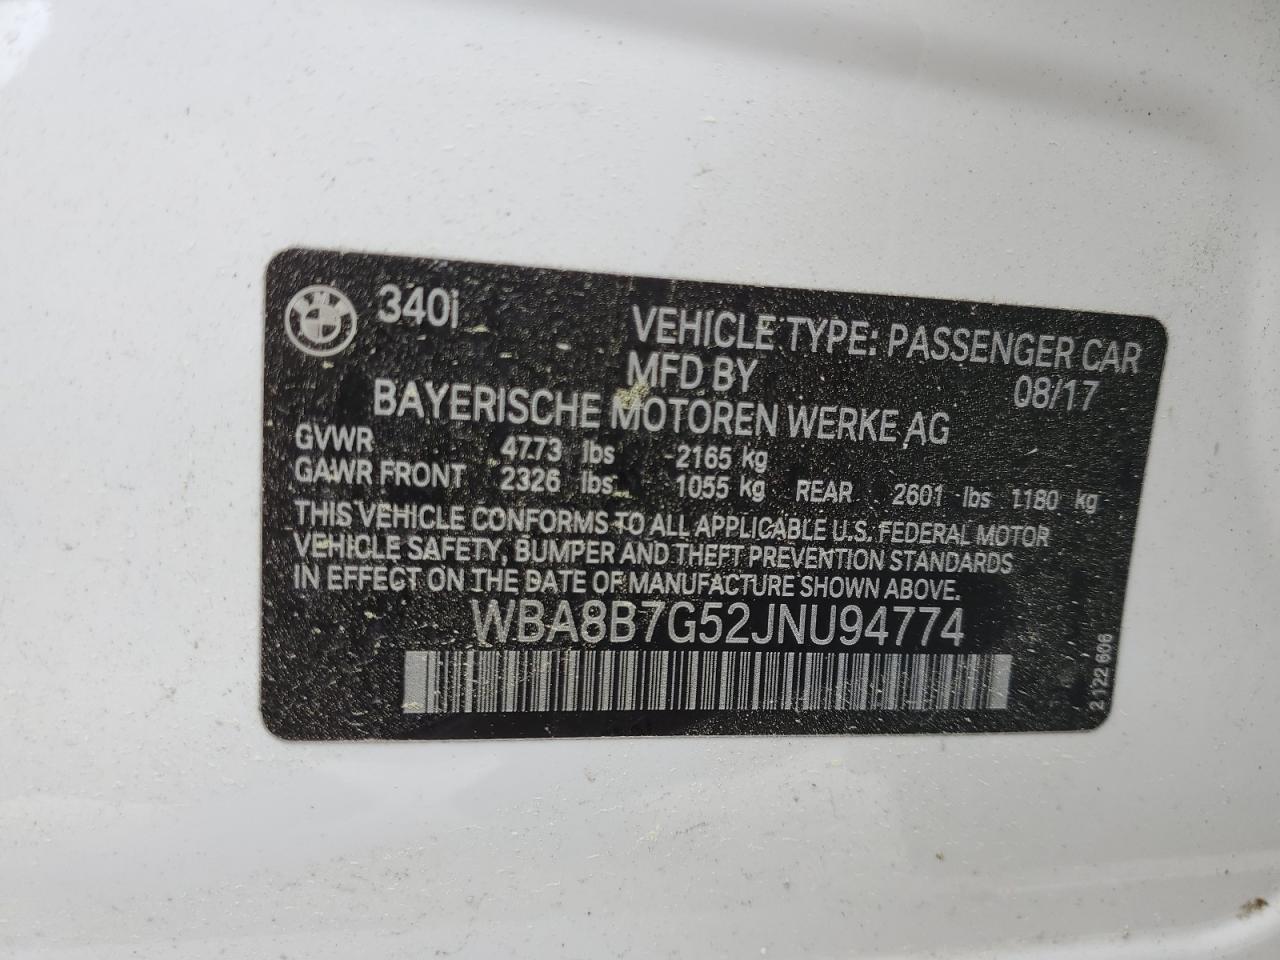 BMW 340i
VEHICLE TYPE: PASSENGER CAR
MFD BY 08/17
BAYERISCHE MOTOREN WERKE AG
GVWR 4773 lbs 2165 kg
GAWR FRONT 2326 lbs 1055 kg REAR 2601 lbs 1180 kg
THIS VEHICLE CONFORMS TO ALL APPLICABLE U.S. FEDERAL MOTOR
VEHICLE SAFETY, BUMPER AND THEFT PREVENTION STANDARDS
IN EFFECT ON THE DATE OF MANUFACTURE SHOWN ABOVE.
WBA8B7G52JNU94774
2 122 606